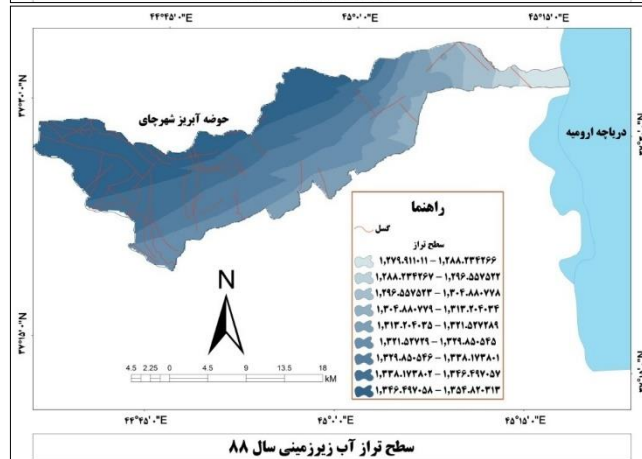 ۴۴°۴۵'۰"E ۴۵°۰'۰"E ۴۵°۱۵'۰"E
حوضه آبریز شهرچای
دریاچه ارومیه
راهنما
گسل
سطح تراز
۱,۲۷۹.۹۱۱۰۱۱ – ۱,۲۸۸.۲۳۴۲۶۶
۱,۲۸۸.۲۳۴۲۶۷ – ۱,۲۹۶.۵۵۷۵۲۲
۱,۲۹۶.۵۵۷۵۲۳ – ۱,۳۰۴.۸۸۰۷۷۸
۱,۳۰۴.۸۸۰۷۷۹ – ۱,۳۱۳.۲۰۴۰۳۴
۱,۳۱۳.۲۰۴۰۳۵ – ۱,۳۲۱.۵۲۷۲۸۹
۱,۳۲۱.۵۲۷۲۹ – ۱,۳۲۹.۸۵۰۵۴۵
۱,۳۲۹.۸۵۰۵۴۶ – ۱,۳۳۸.۱۷۳۸۰۱
۱,۳۳۸.۱۷۳۸۰۲ – ۱,۳۴۶.۴۹۷۰۵۷
۱,۳۴۶.۴۹۷۰۵۸ – ۱,۳۵۴.۸۲۰۳۱۳
N
4.5 2.25 0 4.5 9 13.5 18
KM
۴۴°۴۵'۰"E ۴۵°۰'۰"E ۴۵°۱۵'۰"E
سطح تراز آب زیرزمینی سال ۸۸